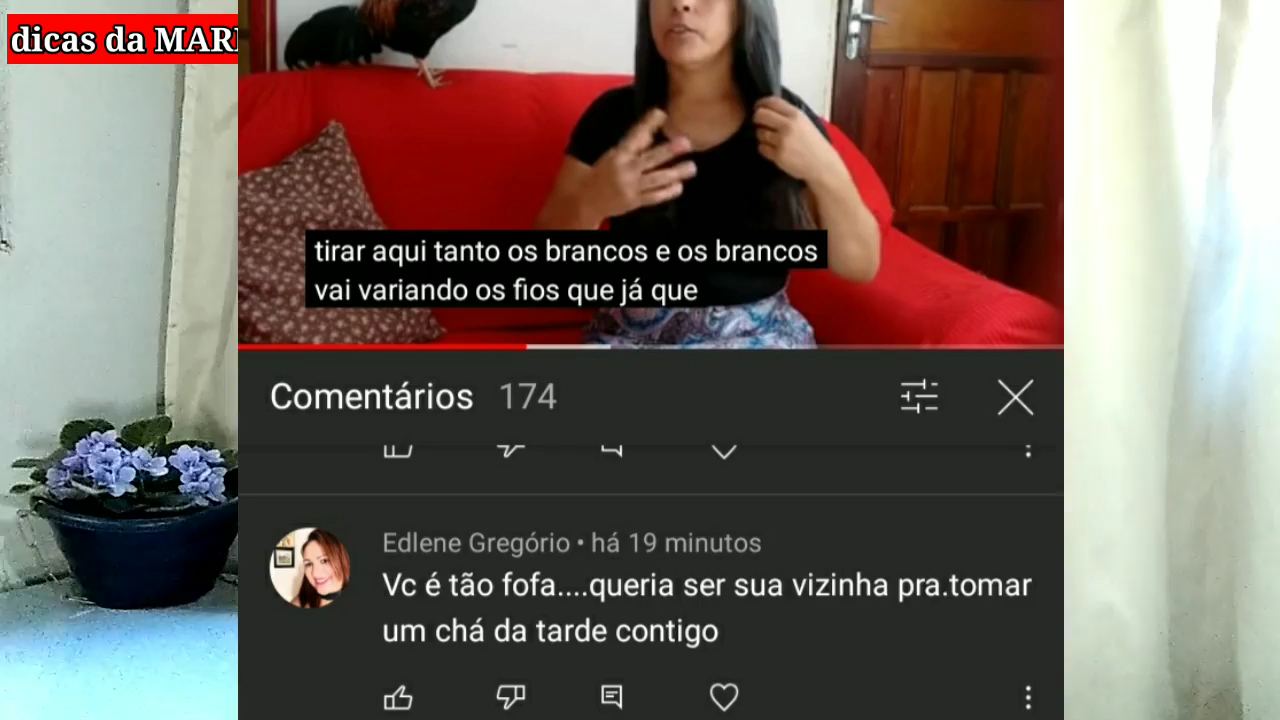 dicas da MAR
tirar aqui tanto os brancos e os brancos
vai variando os fios que já que
Comentários 174
Edlene Gregório • há 19 minutos
Vc é tão fofa....queria ser sua vizinha pra.tomar
um chá da tarde contigo